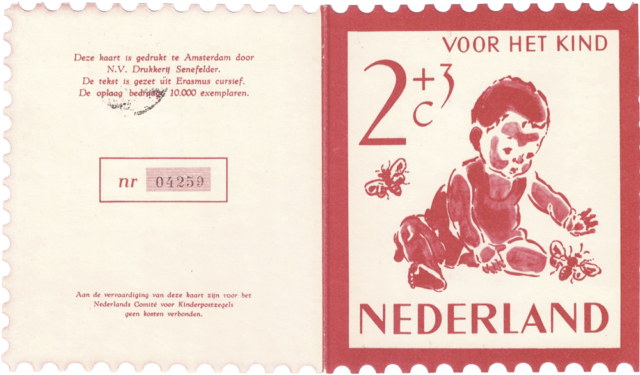 Deze kaart is gedrukt te Amsterdam door
N.V. Drukkerij Senefelder.
De tekst is gezet uit Erasmus cursief.
De oplaag bedraagt 10.000 exemplaren.
nr 04259
Aan de vervaardiging van deze kaart zijn voor het
Nederlands Comité voor Kinderpostzegels
geen kosten verbonden.
VOOR HET KIND
2+3
C
NEDERLAND